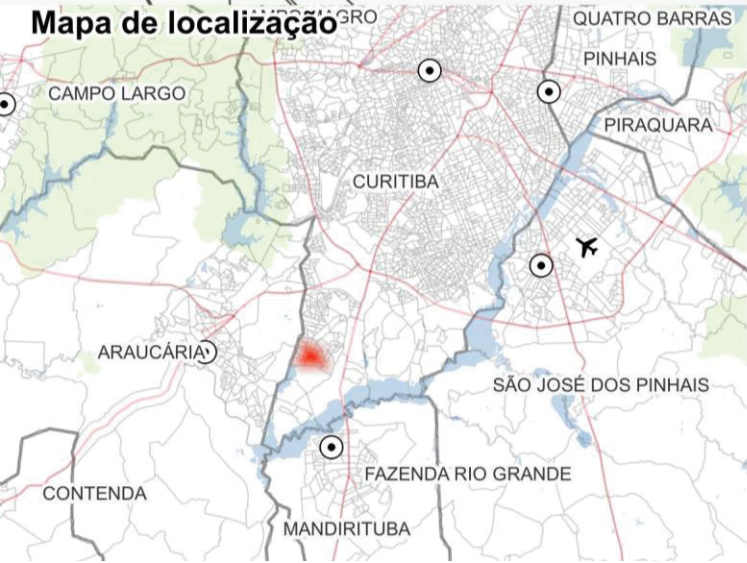 Mapa de localização
QUATRO BARRAS
PINHAIS
CAMPO LARGO
PIRAQUARA
CURITIBA
ARAUCÁRIA
SÃO JOSÉ DOS PINHAIS
FAZENDA RIO GRANDE
CONTENDA
MANDIRITUBA